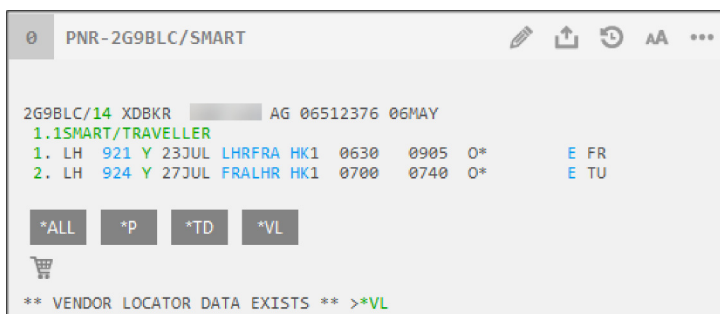 0 PNR-2G9BLC/SMART AA
2G9BLC/14 XDBKR AG 06512376 06MAY
1.1SMART/TRAVELLER
1. LH 921 Y 23JUL LHRFRA HK1 0630 0905 O* E FR
2. LH 924 Y 27JUL FRALHR HK1 0700 0740 O* E TU
*ALL *P *TD *VL
** VENDOR LOCATOR DATA EXISTS ** >*VL